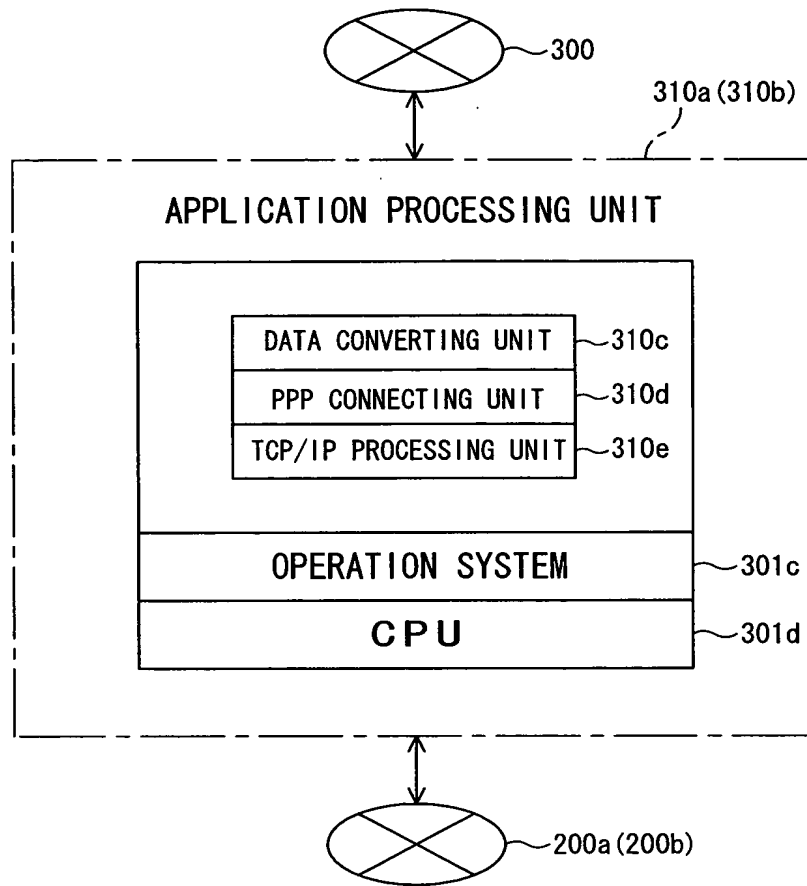 300
310a(310b)
APPLICATION PROCESSING UNIT
DATA CONVERTING UNIT
310c
PPP CONNECTING UNIT
310d
TCP/IP PROCESSING UNIT
310e
OPERATION SYSTEM
301c
CPU
301d
200a(200b)